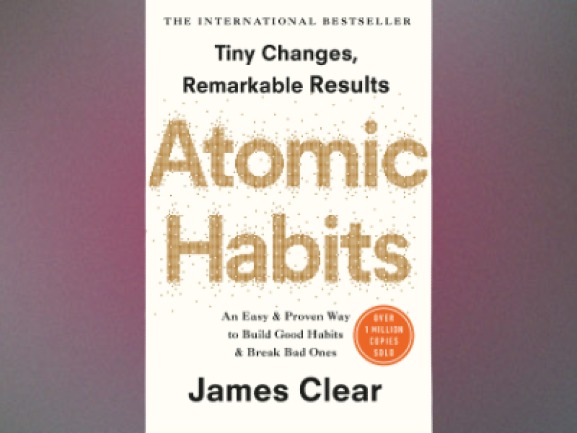 THE INTERNATIONAL BESTSELLER
Tiny Changes,
Remarkable Results
Atomic
Habits
An Easy & Proven Way
to Build Good Habits
& Break Bad Ones
OVER
1 MILLION
COPIES
SOLD
James Clear